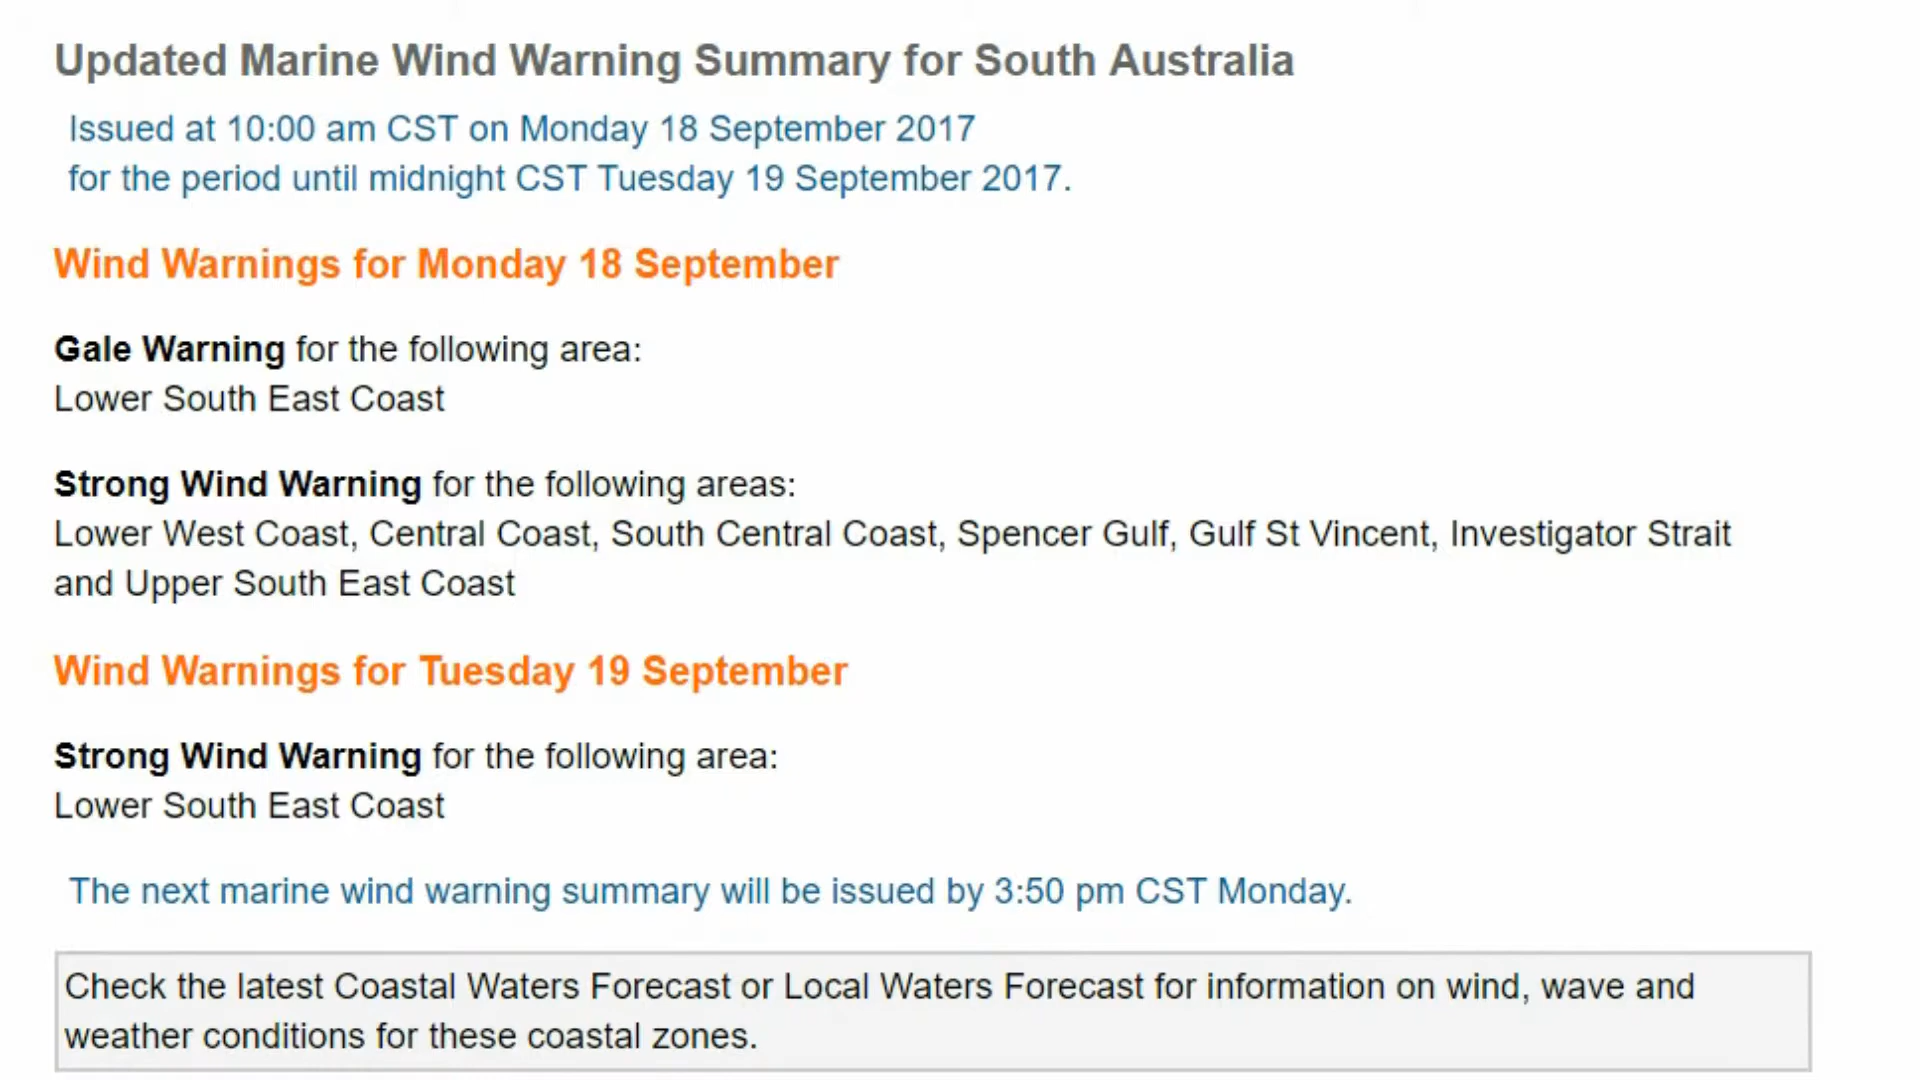 Updated Marine Wind Warning Summary for South Australia
Issued at 10:00 am CST on Monday 18 September 2017
for the period until midnight CST Tuesday 19 September 2017.
Wind Warnings for Monday 18 September
Gale Warning for the following area:
Lower South East Coast
Strong Wind Warning for the following areas:
Lower West Coast, Central Coast, South Central Coast, Spencer Gulf, Gulf St Vincent, Investigator Strait
and Upper South East Coast
Wind Warnings for Tuesday 19 September
Strong Wind Warning for the following area:
Lower South East Coast
The next marine wind warning summary will be issued by 3:50 pm CST Monday.
Check the latest Coastal Waters Forecast or Local Waters Forecast for information on wind, wave and
weather conditions for these coastal zones.